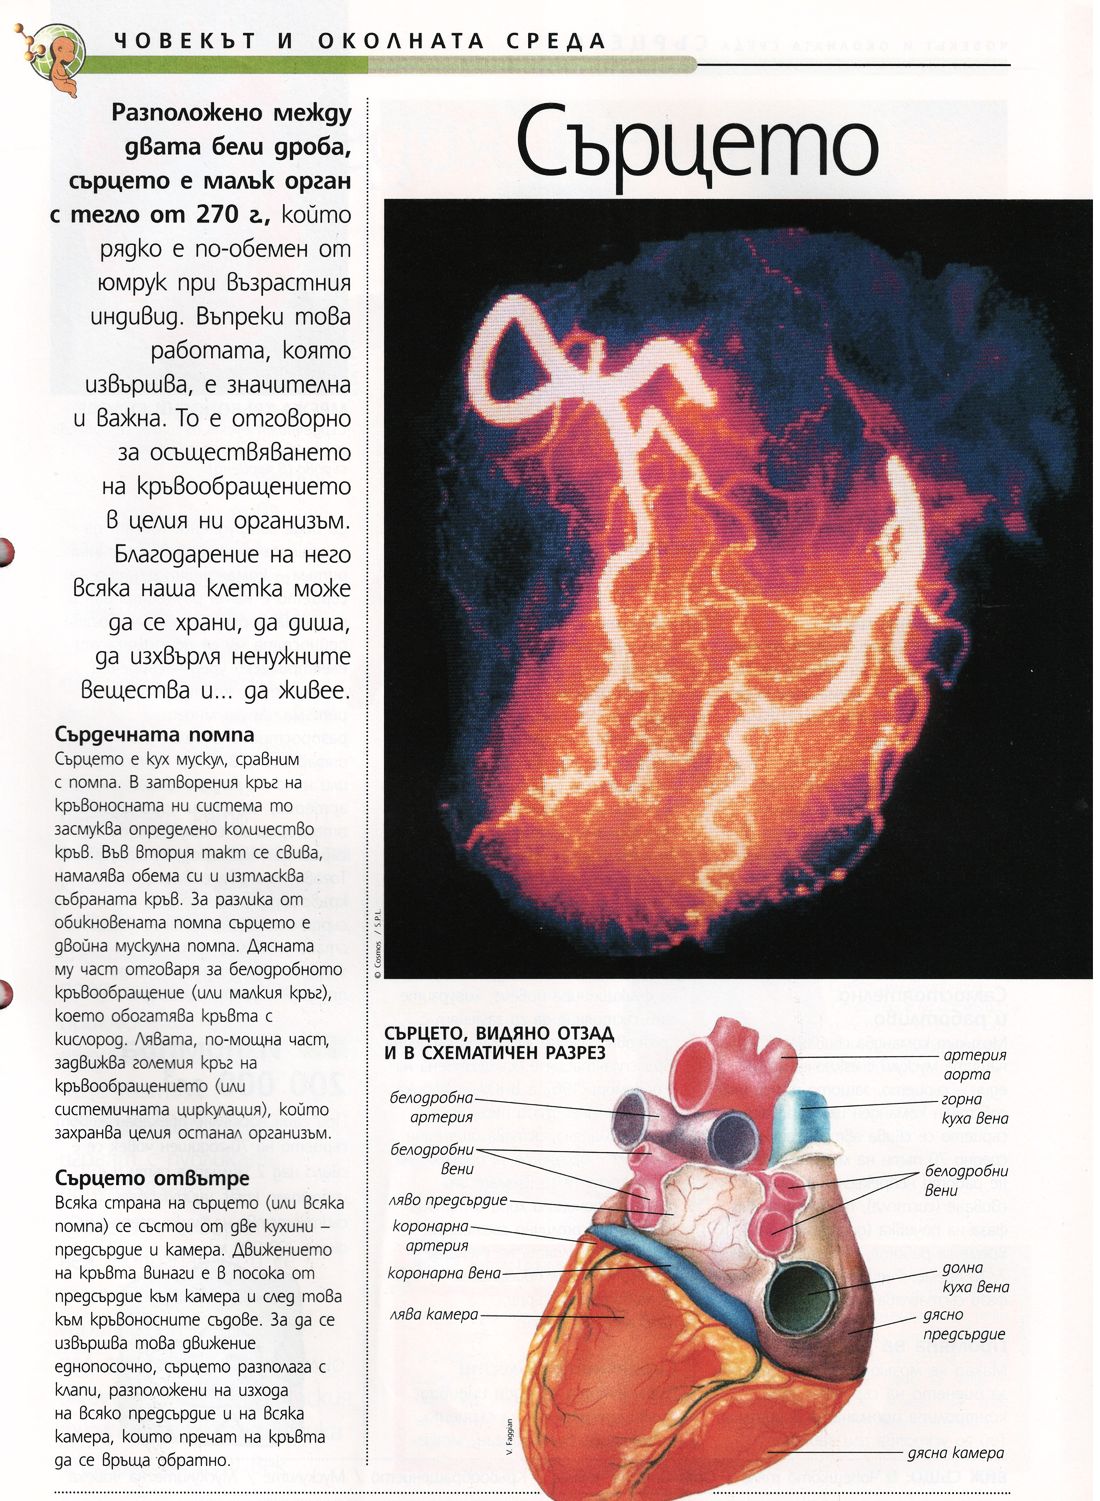 ЧОВЕКЪТ И ОКОЛНАТА СРЕДА
Сърцето
Разположено между
двата бели дроба,
сърцето е малък орган
с тегло от 270 г., който
рядко е по-обемен от
юмрук при възрастния
индивид. Въпреки това
работата, която
извършва, е значителна
и важна. То е отговорно
за осъществяването
на кръвообращението
в целия ни организъм.
Благодарение на него
всяка наша клетка може
да се храни, да диша,
да изхвърля ненужните
вещества и... да живее.
Сърдечната помпа
Сърцето е кух мускул, сравним
с помпа. В затворения кръг на
кръвоносната ни система то
засмуква определено количество
кръв. Във втория такт се свива,
намалява обема си и изтласква
събраната кръв. За разлика от
обикновената помпа сърцето е
двойна мускулна помпа. Дясната
му част отговаря за белодробното
кръвообращение (или малкия кръг),
което обогатява кръвта с
кислород. Лявата, по-мощна част,
задвижва големия кръг на
кръвообращението (или
системичната циркулация), който
захранва целия останал организъм.
Сърцето отвътре
Всяка страна на сърцето (или всяка
помпа) се състои от две кухини –
предсърдие и камера. Движението
на кръвта винаги е в посока от
предсърдие към камера и след това
към кръвоносните съдове. За да се
извършва това движение
еднопосочно, сърцето разполага с
клапи, разположени на изхода
на всяко предсърдие и на всяка
камера, които пречат на кръвта
да се връща обратно.
© Cosmos / S.P.L.
СЪРЦЕТО, ВИДЯНО ОТЗАД
И В СХЕМАТИЧЕН РАЗРЕЗ
белодробна
артерия
белодробни
вени
ляво предсърдие
коронарна
артерия
коронарна вена
лява камера
артерия
аорта
горна
куха вена
белодробни
вени
долна
куха вена
дясно
предсърдие
дясна камера
V. Faggian